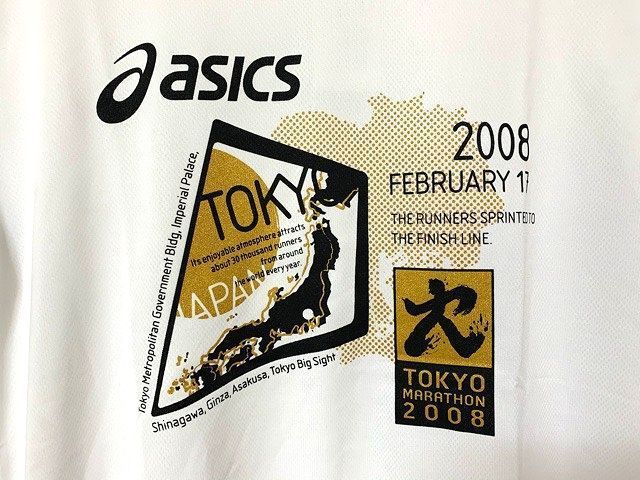 asics
2008
FEBRUARY 17
THE RUNNERS SPRINTED TO
THE FINISH LINE.
Tokyo Metropolitan Government Bldg, Imperial Palace,
TOKY
Its enjoyable atmosphere attracts
about 30 thousand runners
from around
the world every year.
JAPAN
Shinagawa, Ginza, Asakusa, Tokyo Big Sight
TOKYO
MARATHON
2008